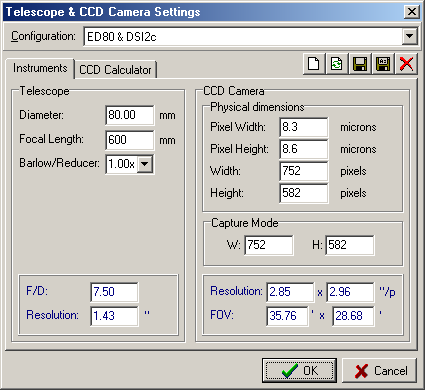 Telescope & CCD Camera Settings
Configuration: ED80 & DSI2c
Instruments CCD Calculator
Telescope
Diameter: 80.00 mm
Focal Length: 600 mm
Barlow/Reducer: 1.00x
F/D: 7.50
Resolution: 1.43 "
CCD Camera
Physical dimensions
Pixel Width: 8.3 microns
Pixel Height: 8.6 microns
Width: 752 pixels
Height: 582 pixels
Capture Mode
W: 752 H: 582
Resolution: 2.85 x 2.96 "/p
FOV: 35.76 ' x 28.68 '
OK Cancel